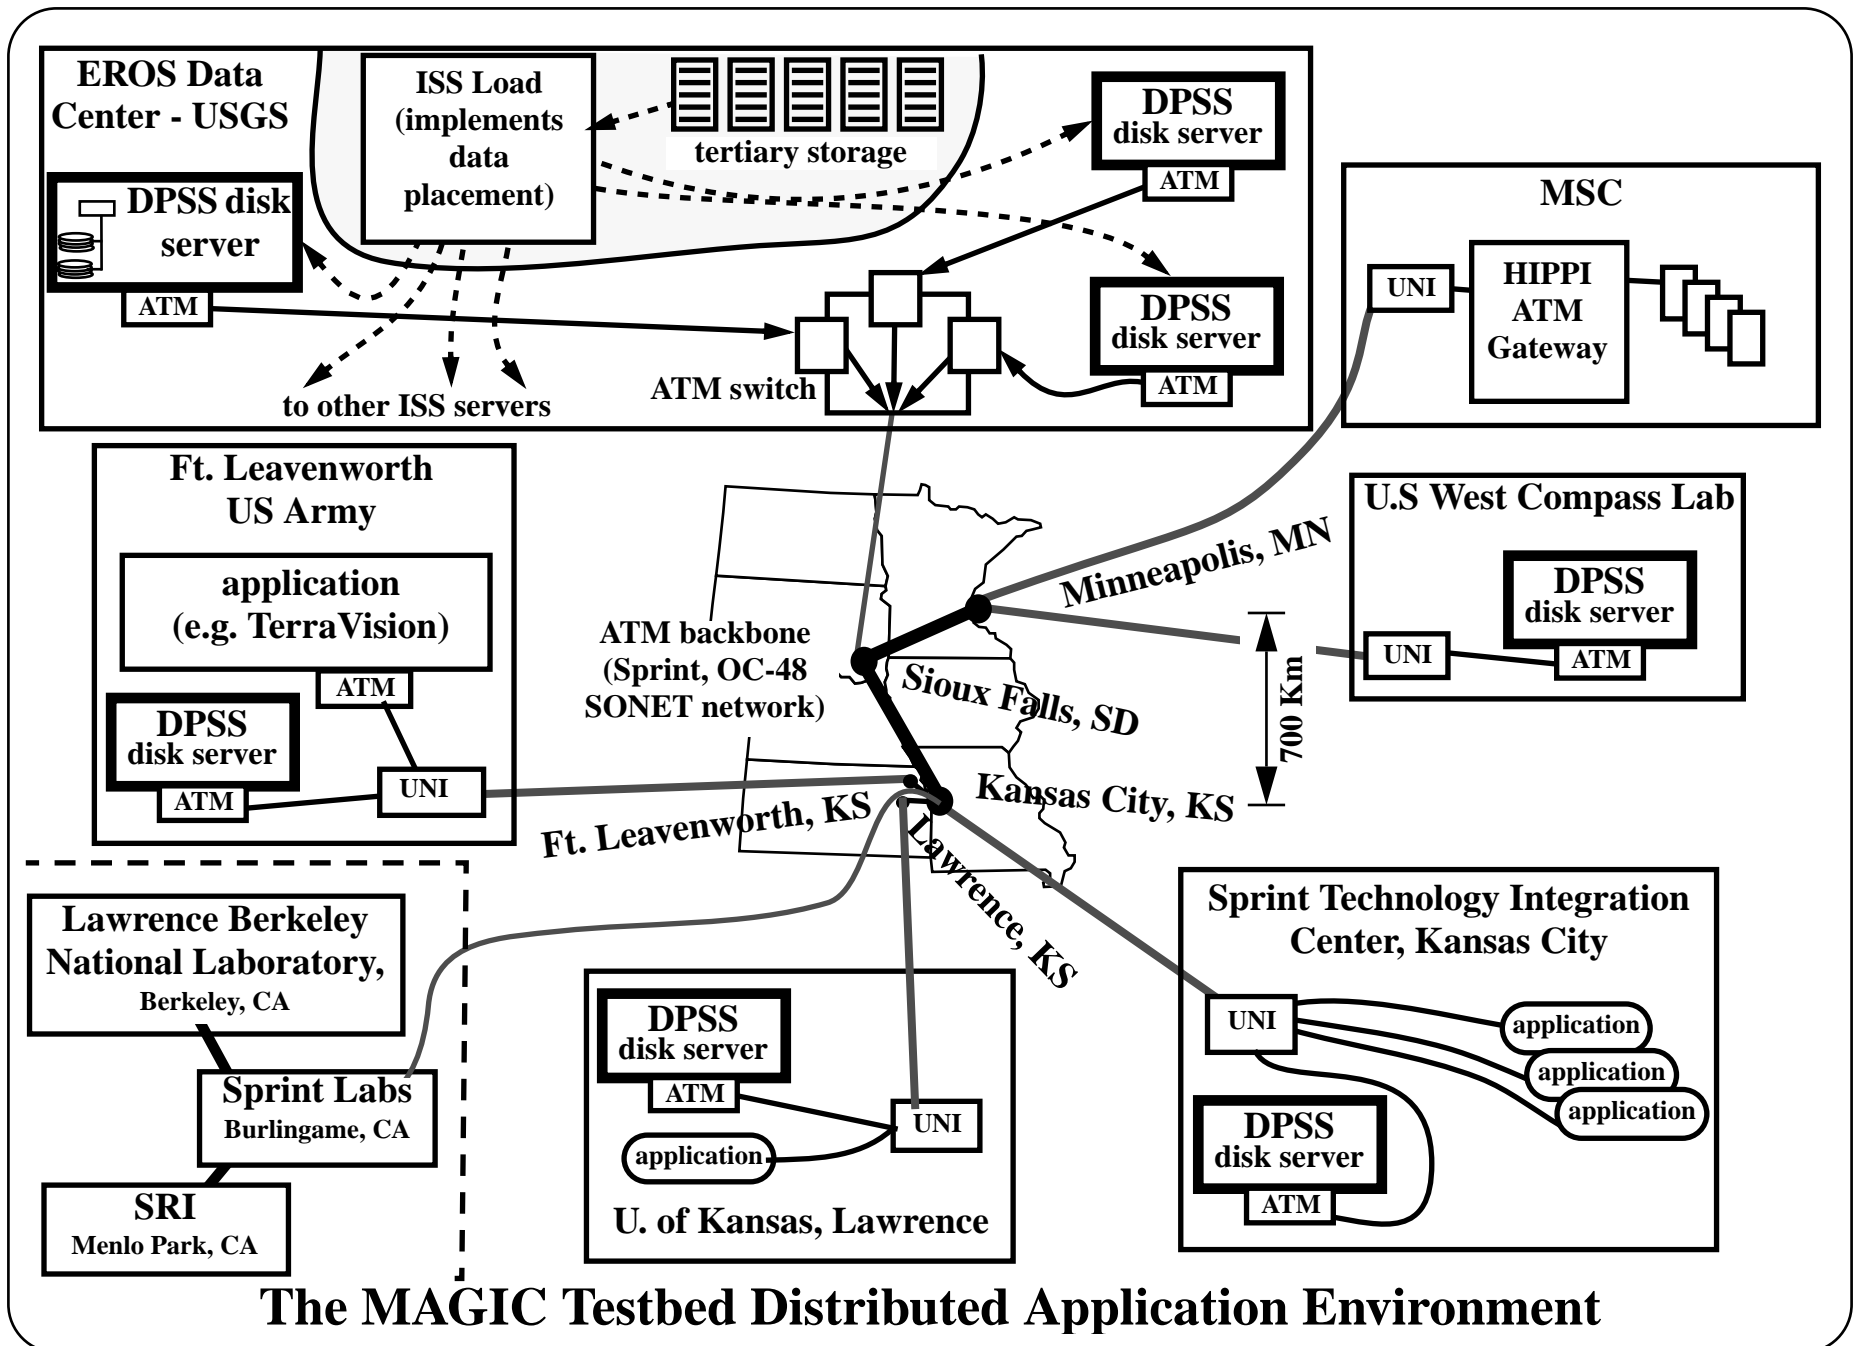 EROS Data
Center - USGS
ISS Load
(implements
data
placement)
tertiary storage
DPSS
disk server
ATM
DPSS disk
server
ATM
DPSS
disk server
ATM
ATM switch
to other ISS servers
MSC
UNI
HIPPI
ATM
Gateway
Ft. Leavenworth
US Army
application
(e.g. TerraVision)
ATM
DPSS
disk server
ATM
UNI
ATM backbone
(Sprint, OC-48
SONET network)
Minneapolis, MN
Sioux Falls, SD
Kansas City, KS
Ft. Leavenworth, KS
Lawrence, KS
700 Km
U.S West Compass Lab
DPSS
disk server
UNI
ATM
Lawrence Berkeley
National Laboratory,
Berkeley, CA
Sprint Labs
Burlingame, CA
SRI
Menlo Park, CA
DPSS
disk server
ATM
UNI
application
U. of Kansas, Lawrence
Sprint Technology Integration
Center, Kansas City
UNI
application
application
application
DPSS
disk server
ATM
The MAGIC Testbed Distributed Application Environment